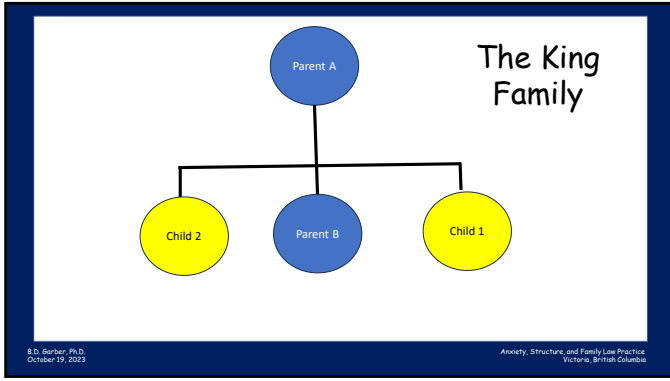 Parent A
The King
Family
Child 2
Parent B
Child 1
B.D. Garber, Ph.D.
October 19, 2023
Anxiety, Structure, and Family Law Practice
Victoria, British Columbia